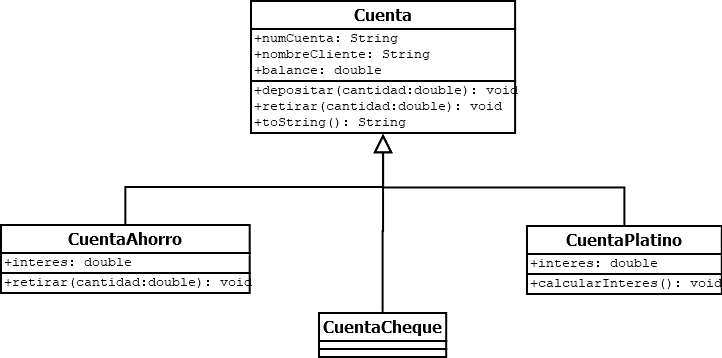 Cuenta
+numCuenta: String
+nombreCliente: String
+balance: double
+depositar(cantidad:double): void
+retirar(cantidad:double): void
+toString(): String
CuentaAhorro
+interes: double
+retirar(cantidad:double): void
CuentaPlatino
+interes: double
+calcularInteres(): void
CuentaCheque